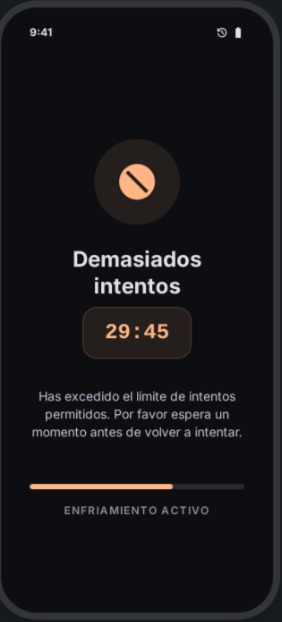 9:41
Demasiados
intentos
29:45
Has excedido el límite de intentos
permitidos. Por favor espera un
momento antes de volver a intentar.
ENFRIAMIENTO ACTIVO